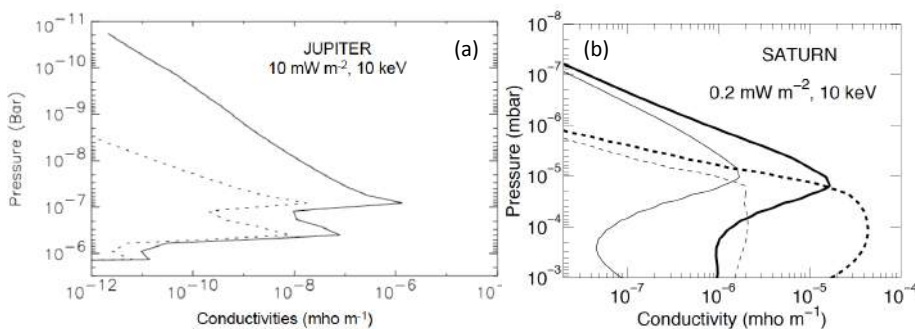 (a)
JUPITER
10 mW m⁻², 10 keV
Pressure (Bar)
10⁻¹¹
10⁻¹⁰
10⁻⁹
10⁻⁸
10⁻⁷
10⁻⁶
10⁻¹² 10⁻¹⁰ 10⁻⁸ 10⁻⁷ 10⁻⁶ 10⁻
Conductivities (mho m⁻¹)
(b)
SATURN
0.2 mW m⁻², 10 keV
Pressure (mbar)
10⁻⁸
10⁻⁷
10⁻⁶
10⁻⁵
10⁻⁴
10⁻³
10⁻⁷ 10⁻⁶ 10⁻⁵ 10⁻⁴
Conductivity (mho m⁻¹)